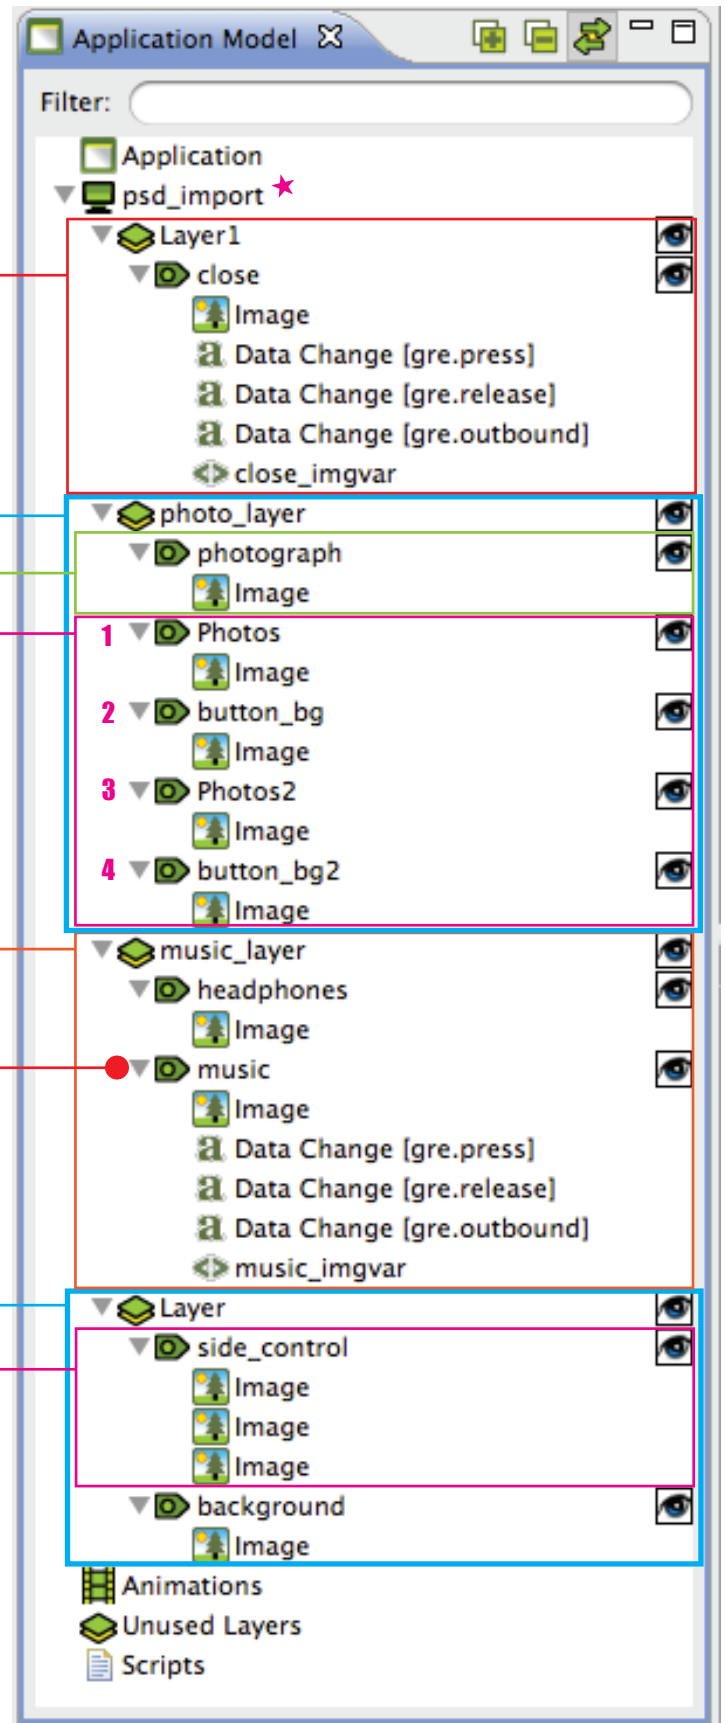 Application Model
Filter:
Application
psd_import
Layer1
close
Image
a Data Change [gre.press]
a Data Change [gre.release]
a Data Change [gre.outbound]
close_imgvar
photo_layer
photograph
Image
1 Photos
Image
2 button_bg
Image
3 Photos2
Image
4 button_bg2
Image
music_layer
headphones
Image
music
Image
a Data Change [gre.press]
a Data Change [gre.release]
a Data Change [gre.outbound]
music_imgvar
Layer
side_control
Image
Image
Image
background
Image
Animations
Unused Layers
Scripts